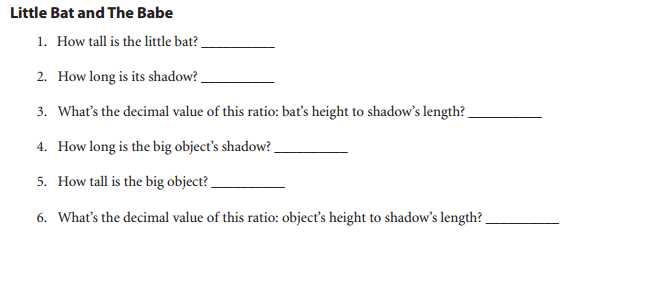 Little Bat and The Babe
1. How tall is the little bat? __________
2. How long is its shadow? __________
3. What's the decimal value of this ratio: bat's height to shadow's length? __________
4. How long is the big object's shadow? __________
5. How tall is the big object? __________
6. What's the decimal value of this ratio: object's height to shadow's length? __________